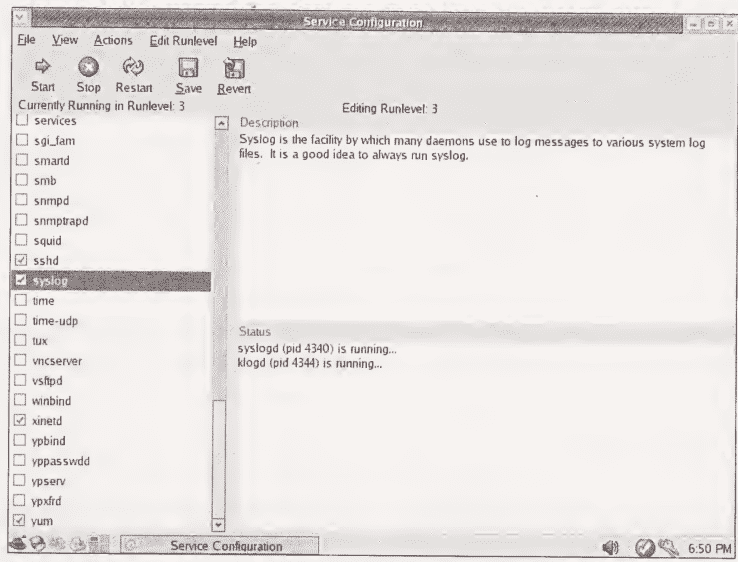 Service Configuration
File View Actions Edit Runlevel Help
Start Stop Restart Save Revert
Currently Running in Runlevel: 3 Editing Runlevel: 3
services
sgi_fam
smartd
smb
snmpd
snmptrapd
squid
sshd
syslog
time
time-udp
tux
vncserver
vsftpd
winbind
xinetd
ypbind
yppasswdd
ypserv
ypxfrd
yum
Description
Syslog is the facility by which many daemons use to log messages to various system log
files. It is a good idea to always run syslog.
Status
syslogd (pid 4340) is running...
klogd (pid 4344) is running...
Service Configuration
6:50 PM